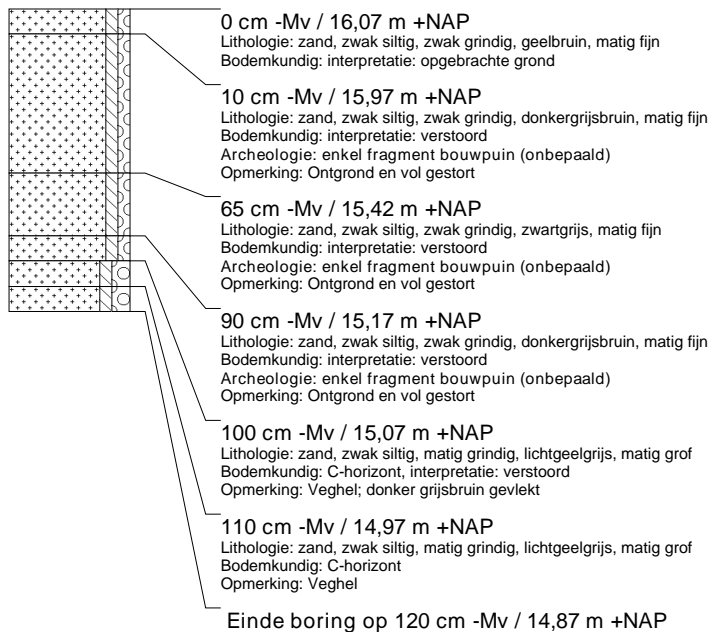 0 cm -Mv / 16,07 m +NAP
Lithologie: zand, zwak siltig, zwak grindig, geelbruin, matig fijn
Bodemkundig: interpretatie: opgebrachte grond
10 cm -Mv / 15,97 m +NAP
Lithologie: zand, zwak siltig, zwak grindig, donkergrijsbruin, matig fijn
Bodemkundig: interpretatie: verstoord
Archeologie: enkel fragment bouwpuin (onbepaald)
Opmerking: Ontgrond en vol gestort
65 cm -Mv / 15,42 m +NAP
Lithologie: zand, zwak siltig, zwak grindig, zwartgrijs, matig fijn
Bodemkundig: interpretatie: verstoord
Archeologie: enkel fragment bouwpuin (onbepaald)
Opmerking: Ontgrond en vol gestort
90 cm -Mv / 15,17 m +NAP
Lithologie: zand, zwak siltig, zwak grindig, donkergrijsbruin, matig fijn
Bodemkundig: interpretatie: verstoord
Archeologie: enkel fragment bouwpuin (onbepaald)
Opmerking: Ontgrond en vol gestort
100 cm -Mv / 15,07 m +NAP
Lithologie: zand, zwak siltig, matig grindig, lichtgeelgrijs, matig grof
Bodemkundig: C-horizont, interpretatie: verstoord
Opmerking: Veghel; donker grijsbruin gevlekt
110 cm -Mv / 14,97 m +NAP
Lithologie: zand, zwak siltig, matig grindig, lichtgeelgrijs, matig grof
Bodemkundig: C-horizont
Opmerking: Veghel
Einde boring op 120 cm -Mv / 14,87 m +NAP